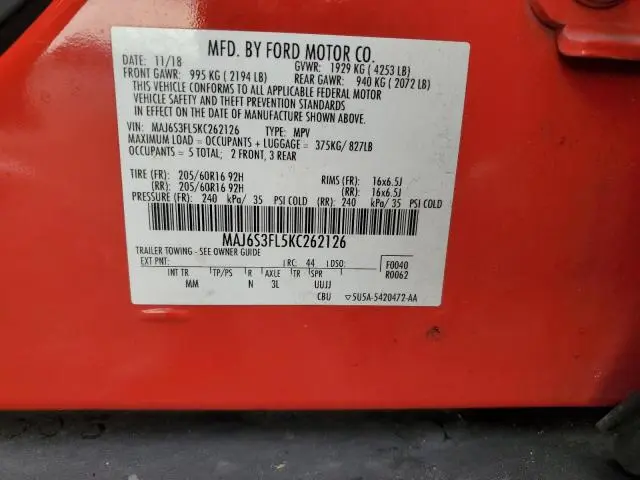 MFD. BY FORD MOTOR CO.
DATE: 11/18 GVWR: 1929 KG ( 4253 LB)
FRONT GAWR: 995 KG ( 2194 LB) REAR GAWR: 940 KG ( 2072 LB)
THIS VEHICLE CONFORMS TO ALL APPLICABLE FEDERAL MOTOR
VEHICLE SAFETY AND THEFT PREVENTION STANDARDS
IN EFFECT ON THE DATE OF MANUFACTURE SHOWN ABOVE.
VIN: MAJ6S3FL5KC262126 TYPE: MPV
MAXIMUM LOAD = OCCUPANTS + LUGGAGE = 375KG/ 827LB
OCCUPANTS = 5 TOTAL; 2 FRONT, 3 REAR
TIRE (FR): 205/60R16 92H RIMS (FR): 16x6.5J
(RR): 205/60R16 92H (RR): 16x6.5J
PRESSURE (FR): 240 kPa/ 35 PSI COLD (RR): 240 kPa/ 35 PSI COLD
MAJ6S3FL5KC262126
TRAILER TOWING - SEE OWNER GUIDE
EXT PNT: RC: 44 DSO: F0040
R0062
INT TR TP/PS R AXLE TR SPR
MM N 3L UUJJ
CBU ▽5U5A-5420472-AA